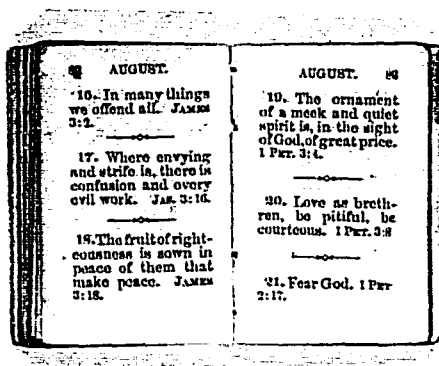 AUGUST.
16. In many things
we offend all. JAMES
3:2.
17. Where envying
and strife is, there is
confusion and every
evil work. JAS. 3:16.
18. The fruit of right-
eousness is sown in
peace of them that
make peace. JAMES
3:18.
AUGUST.
19. The ornament
of a meek and quiet
spirit is, in the sight
of God, of great price.
1 PET. 3:4.
20. Love as breth-
ren, be pitiful, be
courteous. 1 PET. 3:8
21. Fear God. 1 PET
2:17.